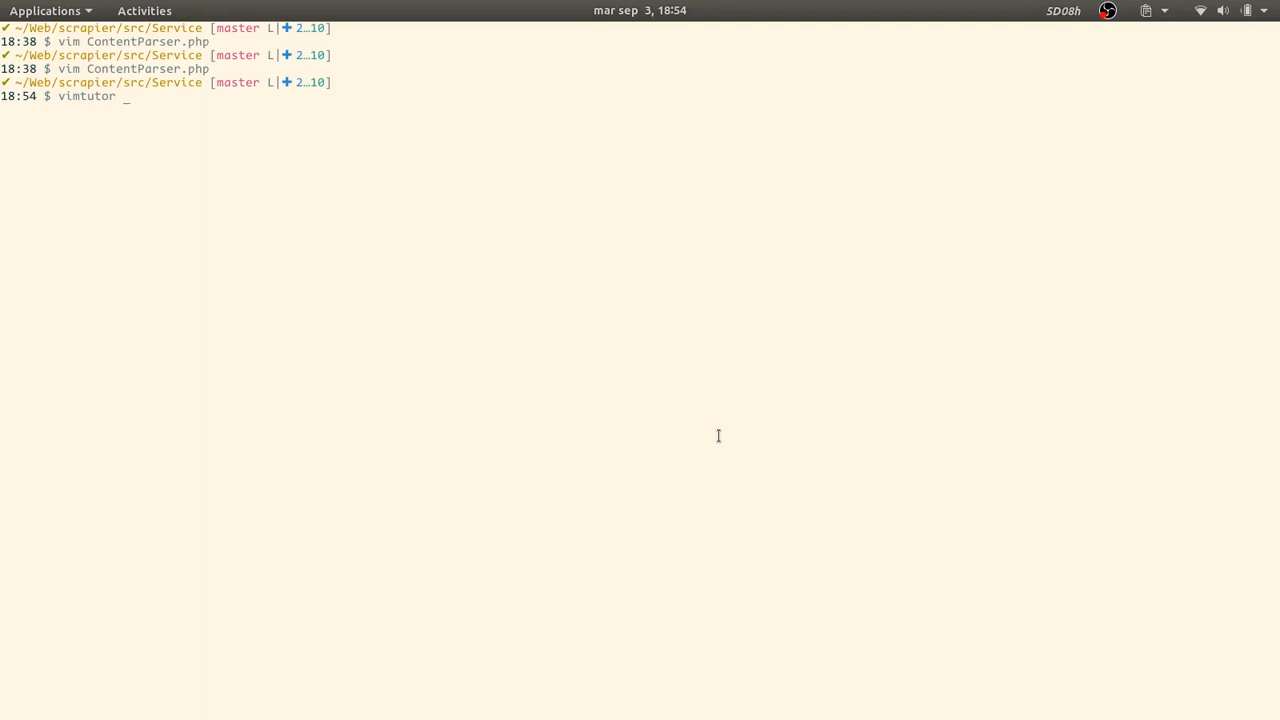 Applications Activities mar sep 3, 18:54 5D08h
✔ ~/Web/scrapier/src/Service [master L|✚ 2…10]
18:38 $ vim ContentParser.php
✔ ~/Web/scrapier/src/Service [master L|✚ 2…10]
18:38 $ vim ContentParser.php
✔ ~/Web/scrapier/src/Service [master L|✚ 2…10]
18:54 $ vimtutor _